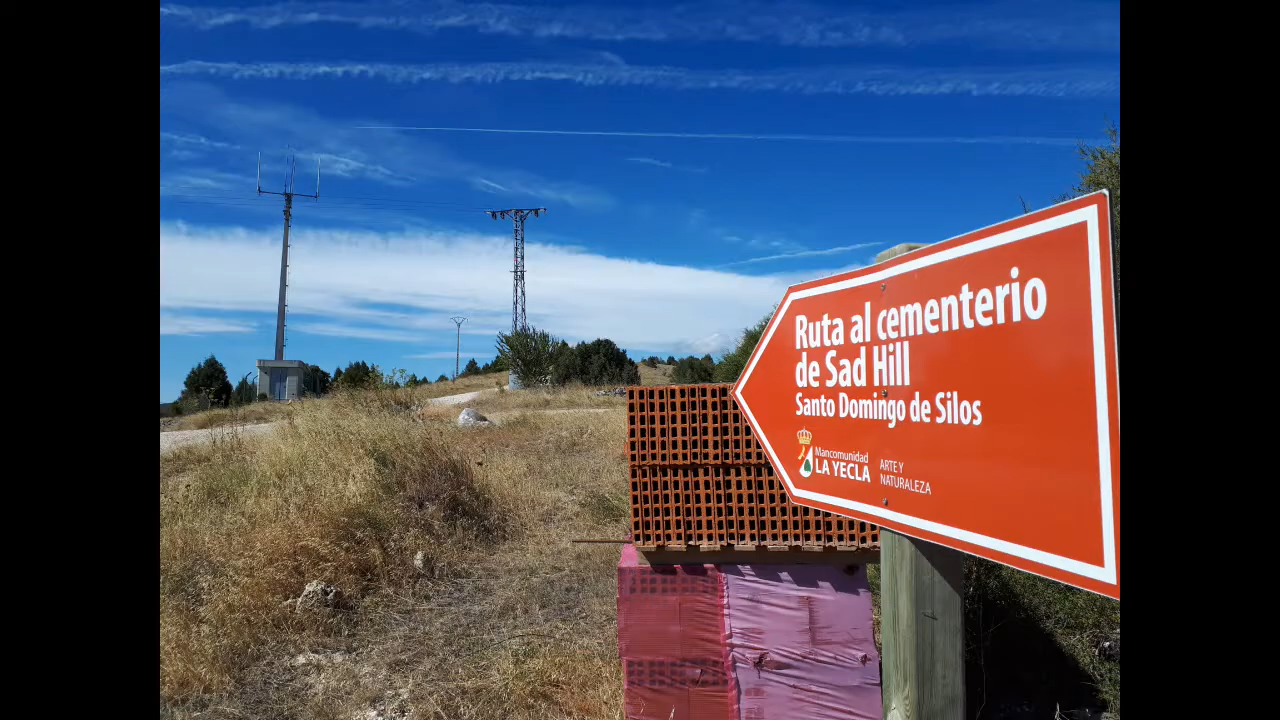 Ruta al cementerio
de Sad Hill
Santo Domingo de Silos
Mancomunidad
LA YECLA
ARTE Y
NATURALEZA